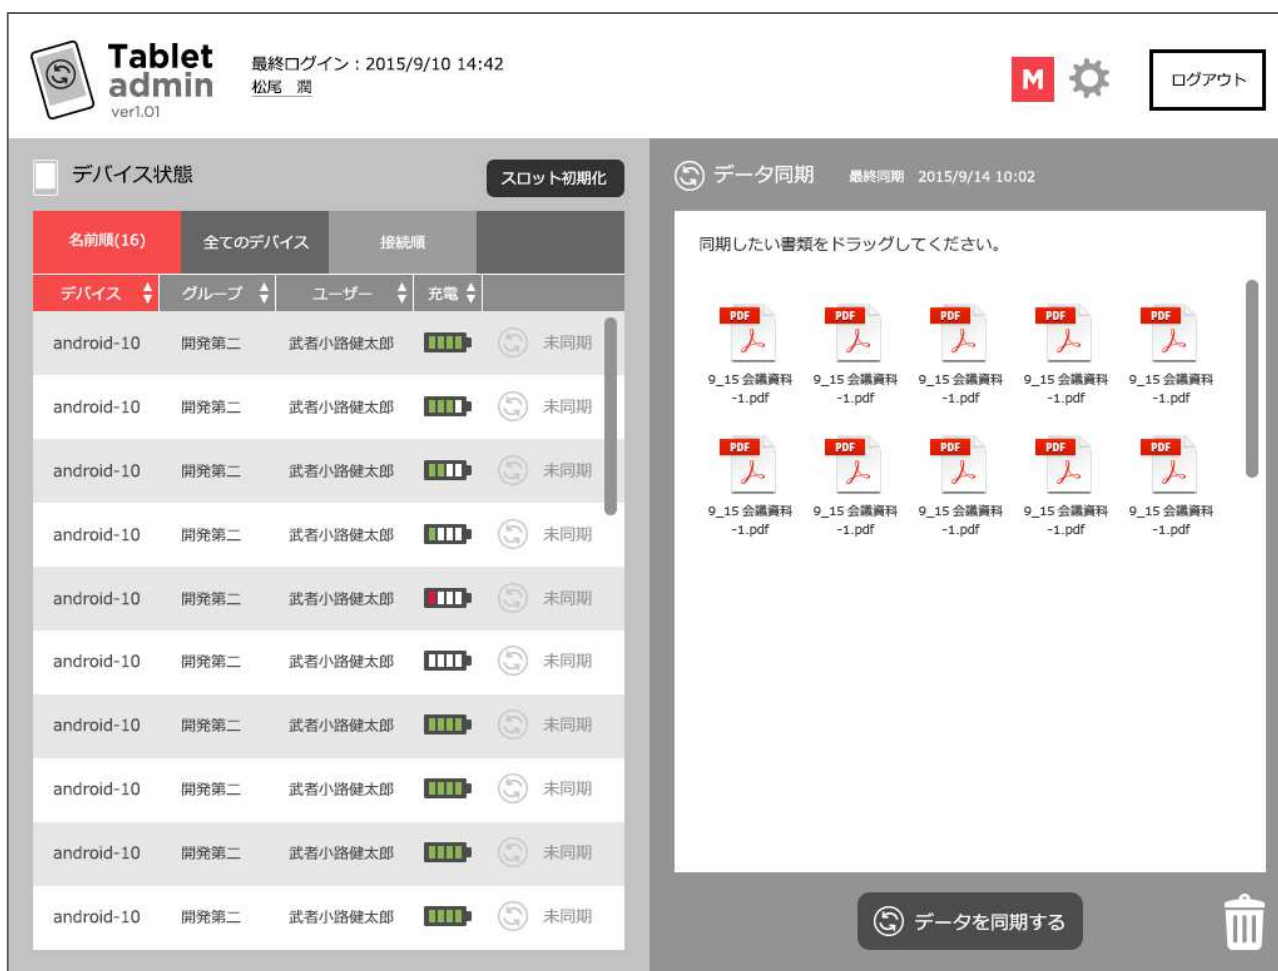 Tablet
admin
ver1.01
最終ログイン：2015/9/10 14:42
松尾　潤
M
ログアウト
デバイス状態
スロット初期化
名前順(16)
全てのデバイス
接続順
デバイス
グループ
ユーザー
充電
android-10 開発第二 武者小路健太郎 未同期
android-10 開発第二 武者小路健太郎 未同期
android-10 開発第二 武者小路健太郎 未同期
android-10 開発第二 武者小路健太郎 未同期
android-10 開発第二 武者小路健太郎 未同期
android-10 開発第二 武者小路健太郎 未同期
android-10 開発第二 武者小路健太郎 未同期
android-10 開発第二 武者小路健太郎 未同期
android-10 開発第二 武者小路健太郎 未同期
android-10 開発第二 武者小路健太郎 未同期
データ同期
最終同期 2015/9/14 10:02
同期したい書類をドラッグしてください。
PDF PDF PDF PDF PDF
9_15 会議資料 9_15 会議資料 9_15 会議資料 9_15 会議資料 9_15 会議資料
-1.pdf -1.pdf -1.pdf -1.pdf -1.pdf
PDF PDF PDF PDF PDF
9_15 会議資料 9_15 会議資料 9_15 会議資料 9_15 会議資料 9_15 会議資料
-1.pdf -1.pdf -1.pdf -1.pdf -1.pdf
データを同期する